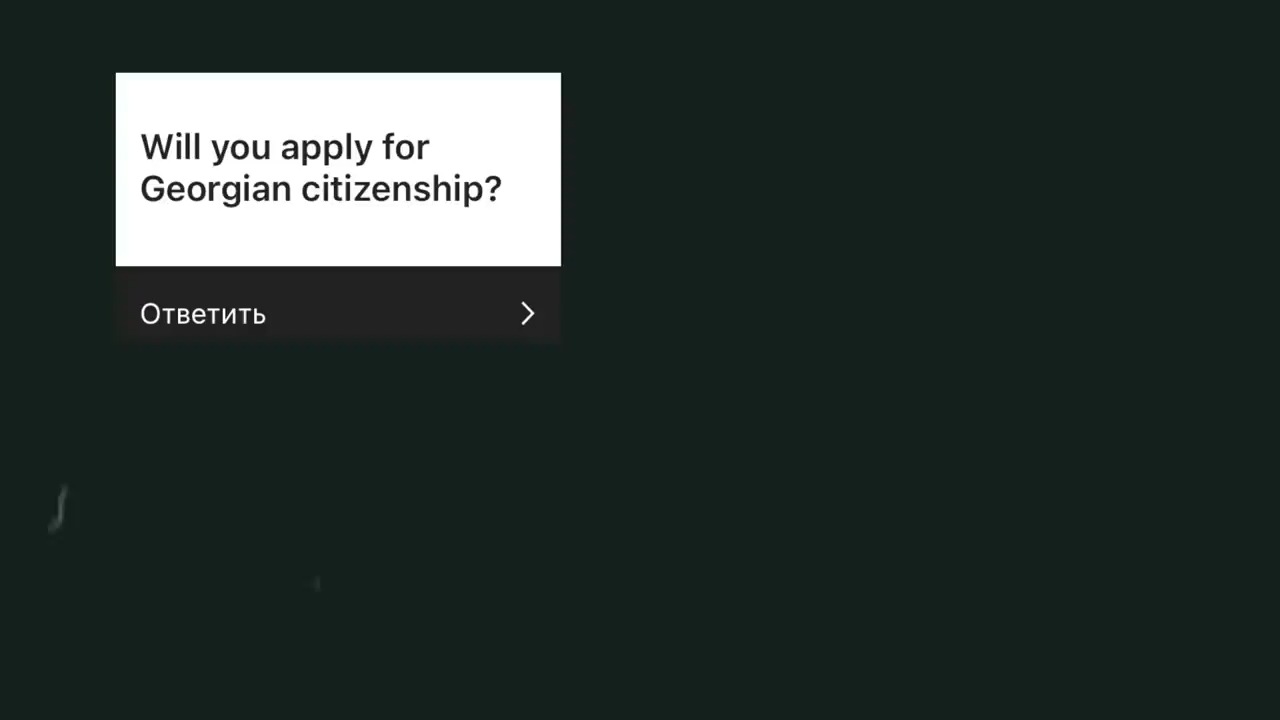 Will you apply for
Georgian citizenship?
Ответить